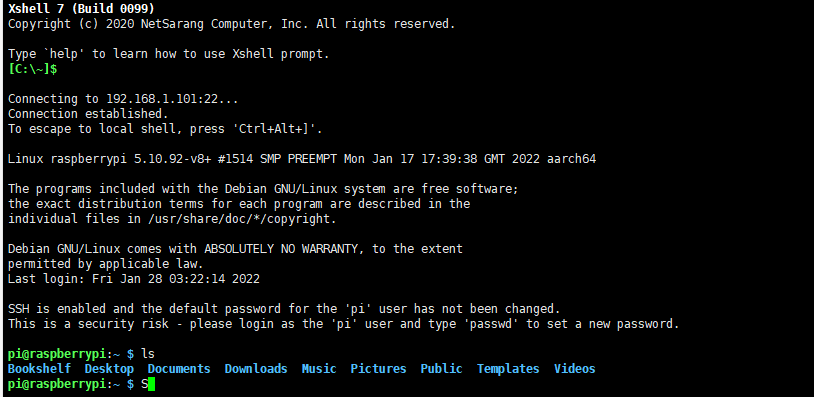 Xshell 7 (Build 0099)
Copyright (c) 2020 NetSarang Computer, Inc. All rights reserved.
Type `help' to learn how to use Xshell prompt.
[C:\~]$
Connecting to 192.168.1.101:22...
Connection established.
To escape to local shell, press 'Ctrl+Alt+]'.
Linux raspberrypi 5.10.92-v8+ #1514 SMP PREEMPT Mon Jan 17 17:39:38 GMT 2022 aarch64
The programs included with the Debian GNU/Linux system are free software;
the exact distribution terms for each program are described in the
individual files in /usr/share/doc/*/copyright.
Debian GNU/Linux comes with ABSOLUTELY NO WARRANTY, to the extent
permitted by applicable law.
Last login: Fri Jan 28 03:22:14 2022
SSH is enabled and the default password for the 'pi' user has not been changed.
This is a security risk - please login as the 'pi' user and type 'passwd' to set a new password.
pi@raspberrypi:~ $ ls
Bookshelf  Desktop  Documents  Downloads  Music  Pictures  Public  Templates  Videos
pi@raspberrypi:~ $ S